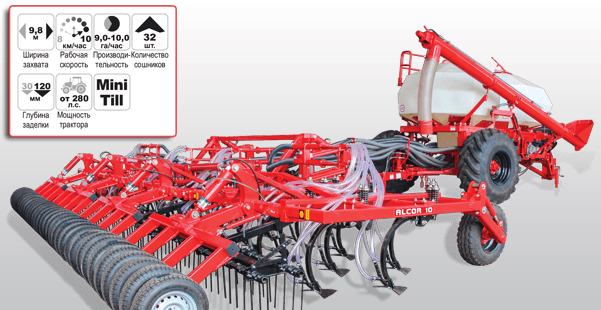 9,8
м
Ширина
захвата
8 10
км/час
Рабочая
скорость
9,0-10,0
га/час
Производи-
тельность
32
шт.
Количество
сошников
30 120
мм
Глубина
заделки
от 280
л.с.
Мощность
трактора
Mini
Till
ALCOR 10